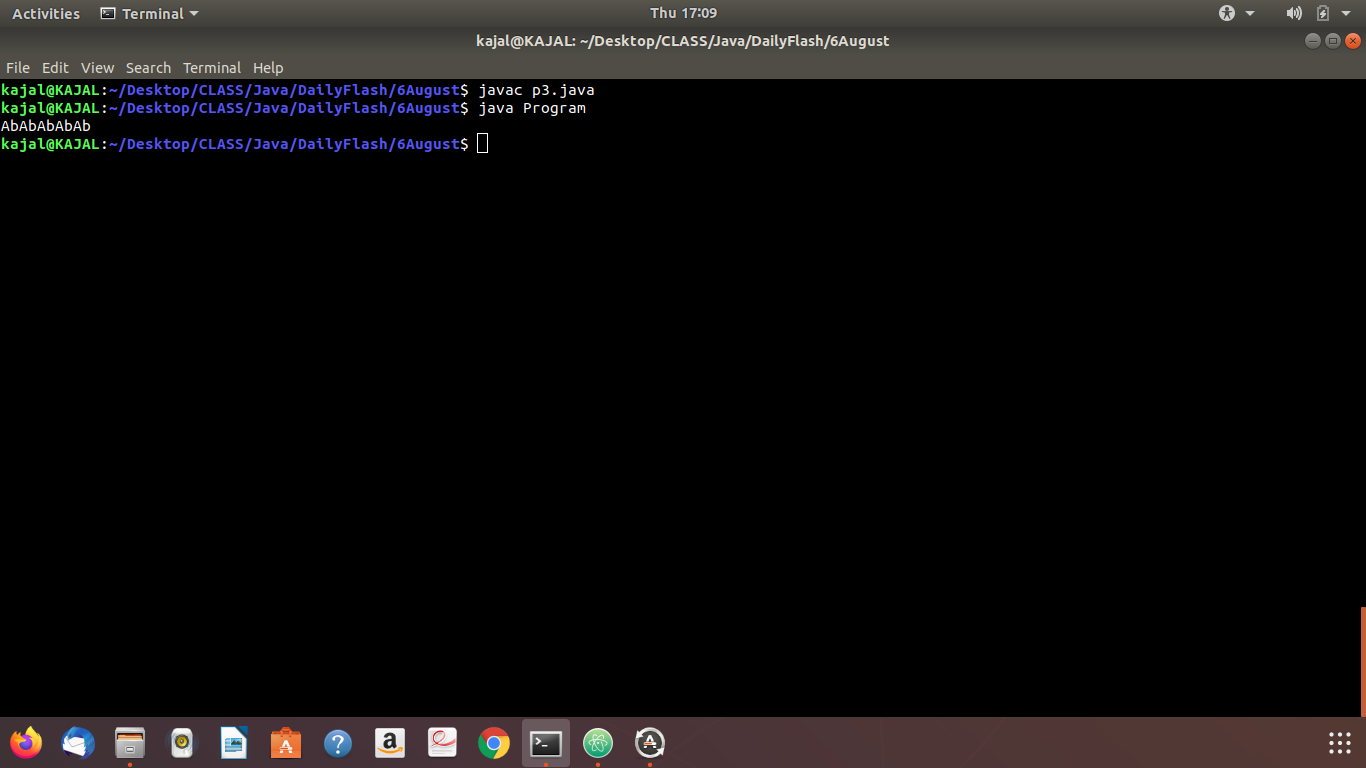 Activities Terminal Thu 17:09
kajal@KAJAL: ~/Desktop/CLASS/Java/DailyFlash/6August
File Edit View Search Terminal Help
kajal@KAJAL:~/Desktop/CLASS/Java/DailyFlash/6August$ javac p3.java
kajal@KAJAL:~/Desktop/CLASS/Java/DailyFlash/6August$ java Program
AbAbAbAbAb
kajal@KAJAL:~/Desktop/CLASS/Java/DailyFlash/6August$